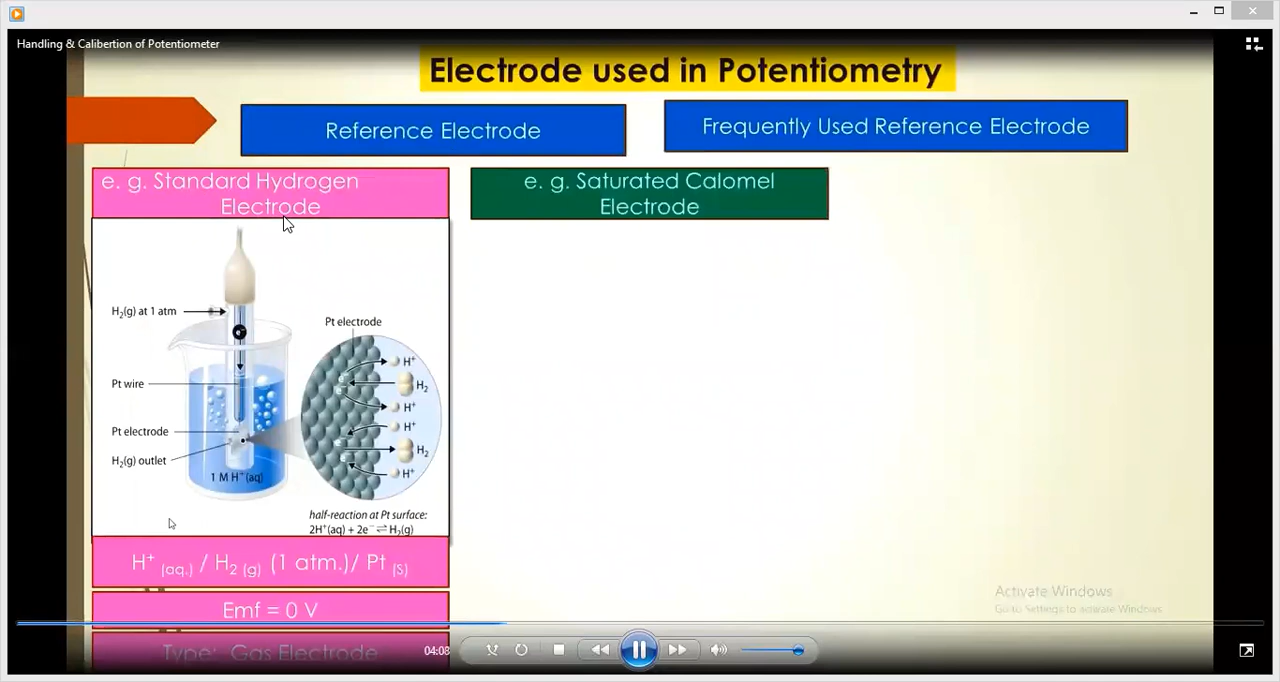 Handling & Calibertion of Potentiometer
Electrode used in Potentiometry
Reference Electrode
Frequently Used Reference Electrode
e. g. Standard Hydrogen
Electrode
e. g. Saturated Calomel
Electrode
H₂(g) at 1 atm
e⁻
Pt electrode
H⁺
H₂
Pt wire
H⁺
H⁺
Pt electrode
H₂
H₂(g) outlet
H⁺
1 M H⁺(aq)
half-reaction at Pt surface:
2H⁺(aq) + 2e⁻ ⇌ H₂(g)
H⁺ (aq.) / H₂ (g) (1 atm.)/ Pt (S)
Activate Windows
Go to Settings to activate Windows.
Emf = 0 V
Type: Gas Electrode
04:08